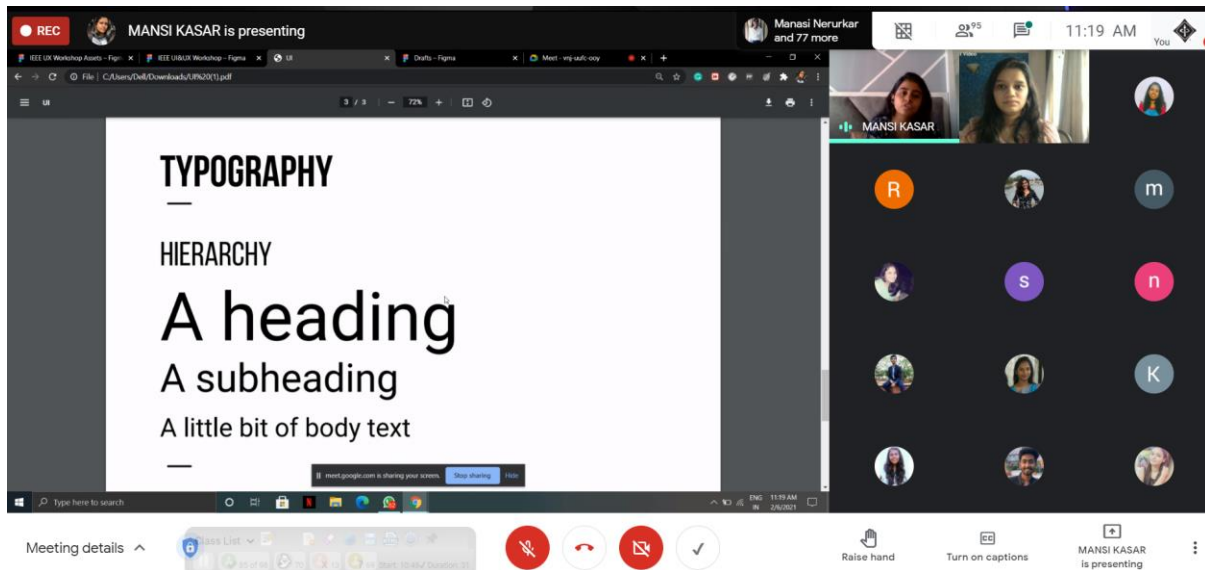 REC
MANSI KASAR is presenting
Manasi Nerurkar
and 77 more
95
11:19 AM
You
IEEE UX Workshop Assets – Figm
IEEE UI&UX Workshop – Figma
UI
Drafts – Figma
Meet - vnj-uufc-ooy
File | C:/Users/Dell/Downloads/UI%20(1).pdf
UI
3 / 3
72%
TYPOGRAPHY
HIERARCHY
A heading
A subheading
A little bit of body text
meet.google.com is sharing your screen.
Stop sharing
Hide
Type here to search
ENG
IN
11:19 AM
2/6/2021
MANSI KASAR
R
m
s
n
K
Meeting details
Class List
Raise hand
Turn on captions
MANSI KASAR
is presenting